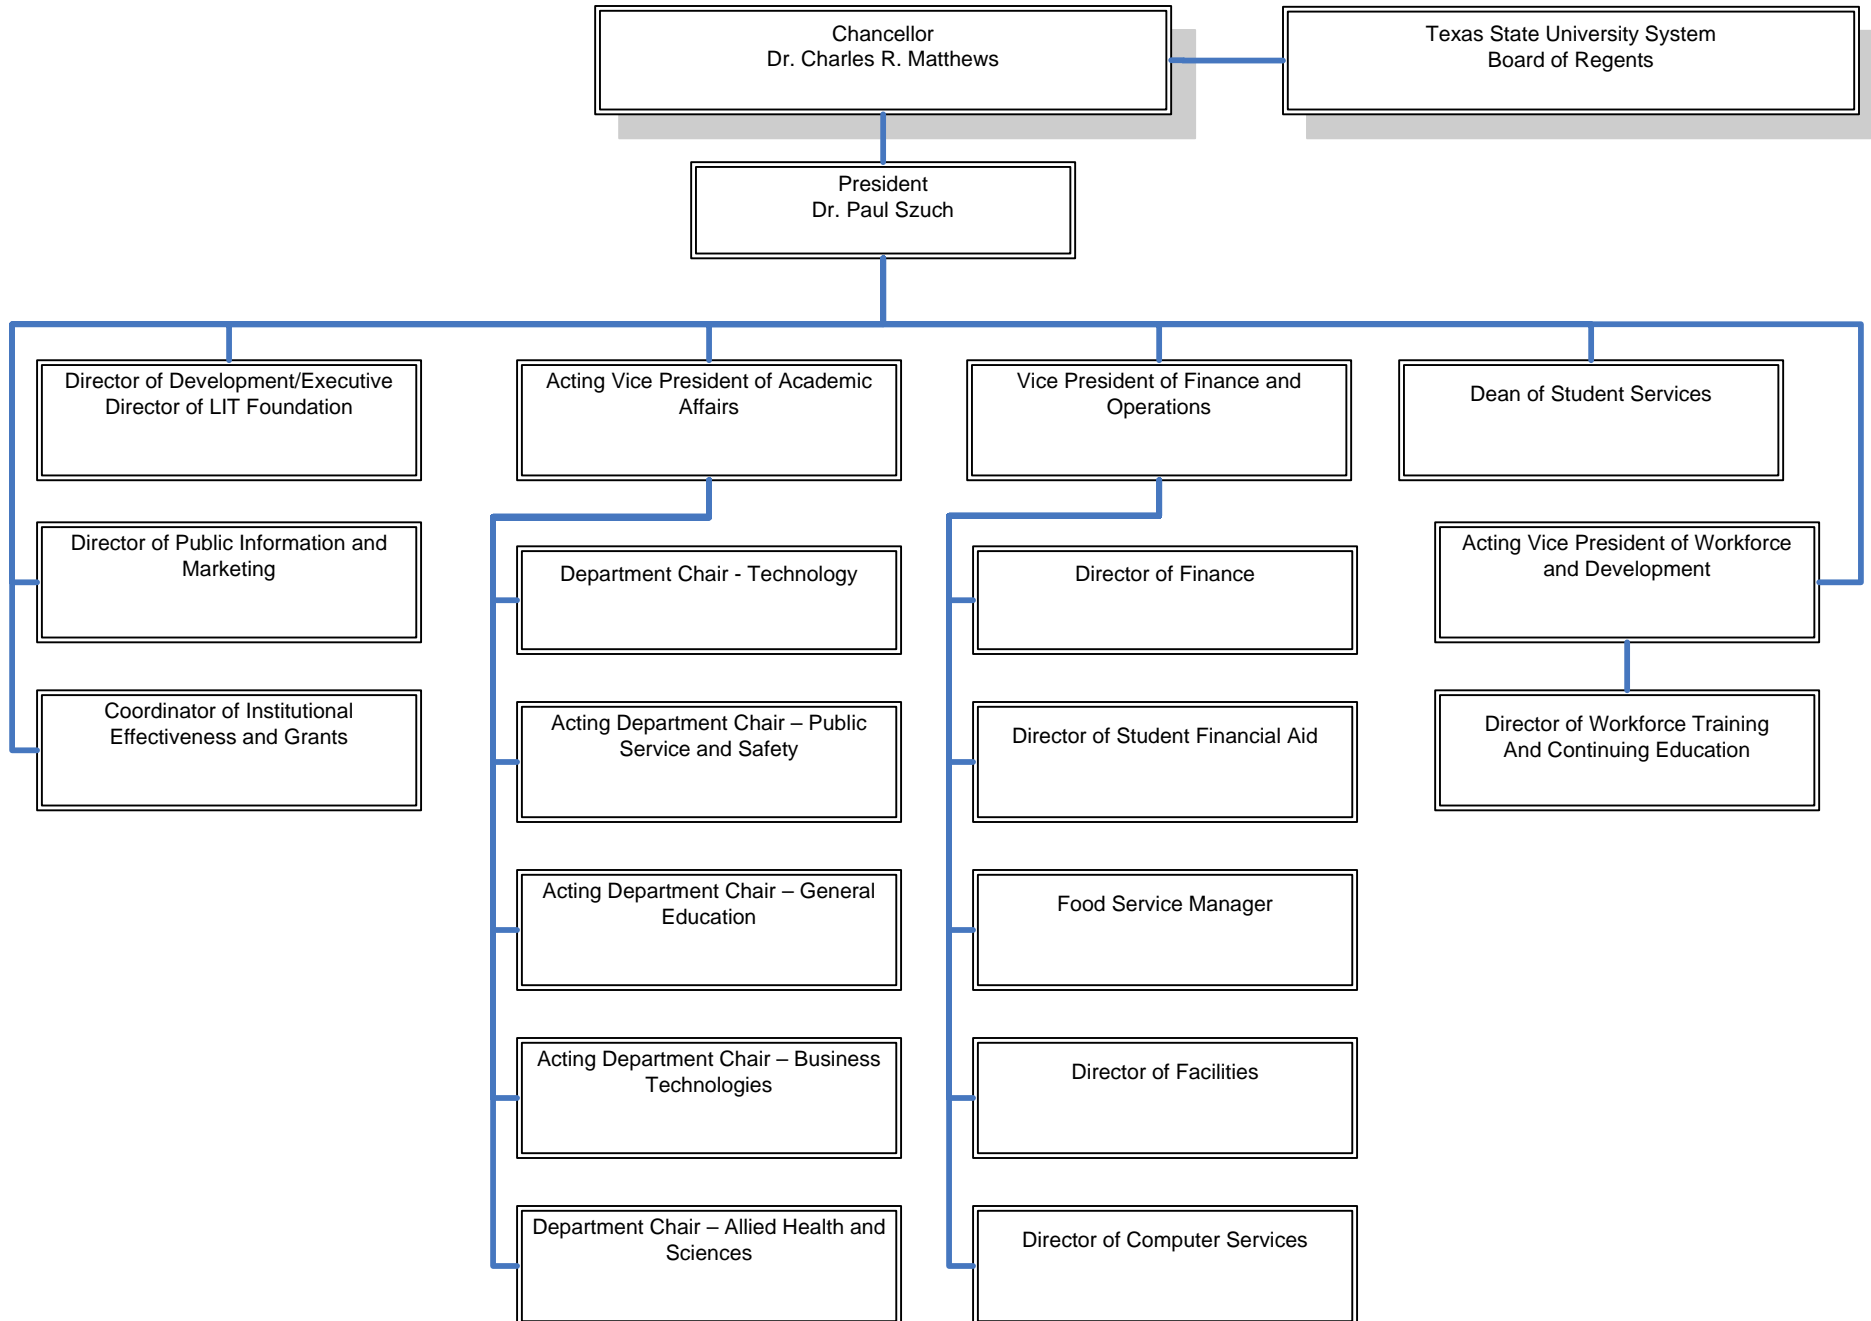 Chancellor
Dr. Charles R. Matthews
Texas State University System
Board of Regents
President
Dr. Paul Szuch
Director of Development/Executive
Director of LIT Foundation
Acting Vice President of Academic
Affairs
Vice President of Finance and
Operations
Dean of Student Services
Director of Public Information and
Marketing
Coordinator of Institutional
Effectiveness and Grants
Department Chair - Technology
Acting Department Chair – Public
Service and Safety
Acting Department Chair – General
Education
Acting Department Chair – Business
Technologies
Department Chair – Allied Health and
Sciences
Director of Finance
Director of Student Financial Aid
Food Service Manager
Director of Facilities
Director of Computer Services
Acting Vice President of Workforce
and Development
Director of Workforce Training
And Continuing Education